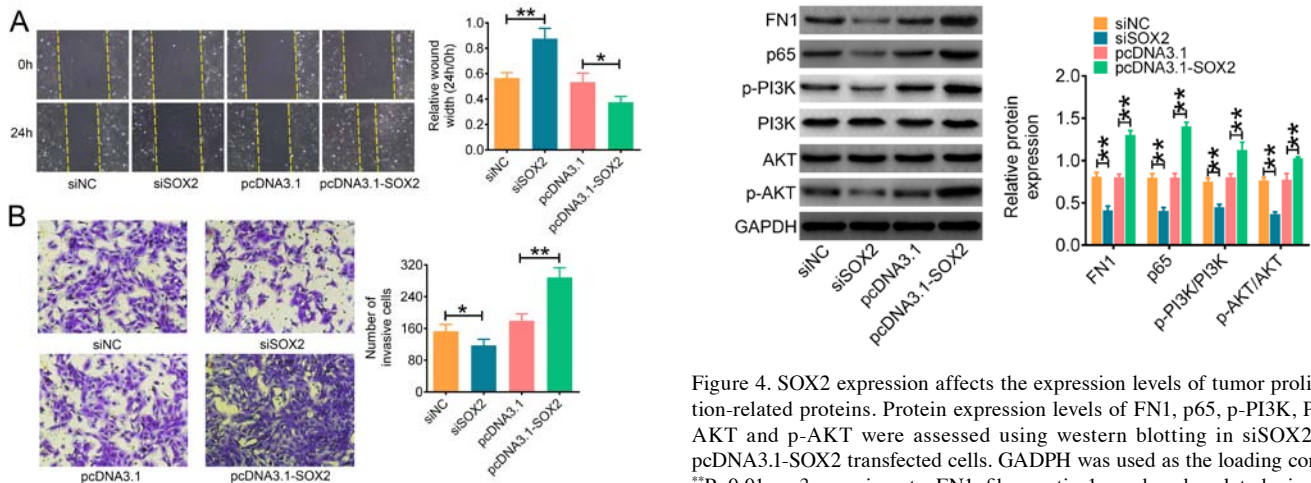 A
0h
24h
siNC siSOX2 pcDNA3.1 pcDNA3.1-SOX2
Relative wound
width (24h/0h)
1.0
0.8
0.6
0.4
0.2
0.0
**
*
siNC
siSOX2
pcDNA3.1
pcDNA3.1-SOX2
B
siNC siSOX2
pcDNA3.1 pcDNA3.1-SOX2
Number of
invasive cells
320
240
160
80
0
*
**
siNC
siSOX2
pcDNA3.1
pcDNA3.1-SOX2
FN1
p65
p-PI3K
PI3K
AKT
p-AKT
GAPDH
siNC
siSOX2
pcDNA3.1
pcDNA3.1-SOX2
siNC
siSOX2
pcDNA3.1
pcDNA3.1-SOX2
Relative protein
expression
2.0
1.5
1.0
0.5
0.0
** ** ** ** ** ** ** **
FN1
p65
p-PI3K/PI3K
p-AKT/AKT
Figure 4. SOX2 expression affects the expression levels of tumor proli
tion-related proteins. Protein expression levels of FN1, p65, p-PI3K, P
AKT and p-AKT were assessed using western blotting in siSOX2
pcDNA3.1-SOX2 transfected cells. GADPH was used as the loading con